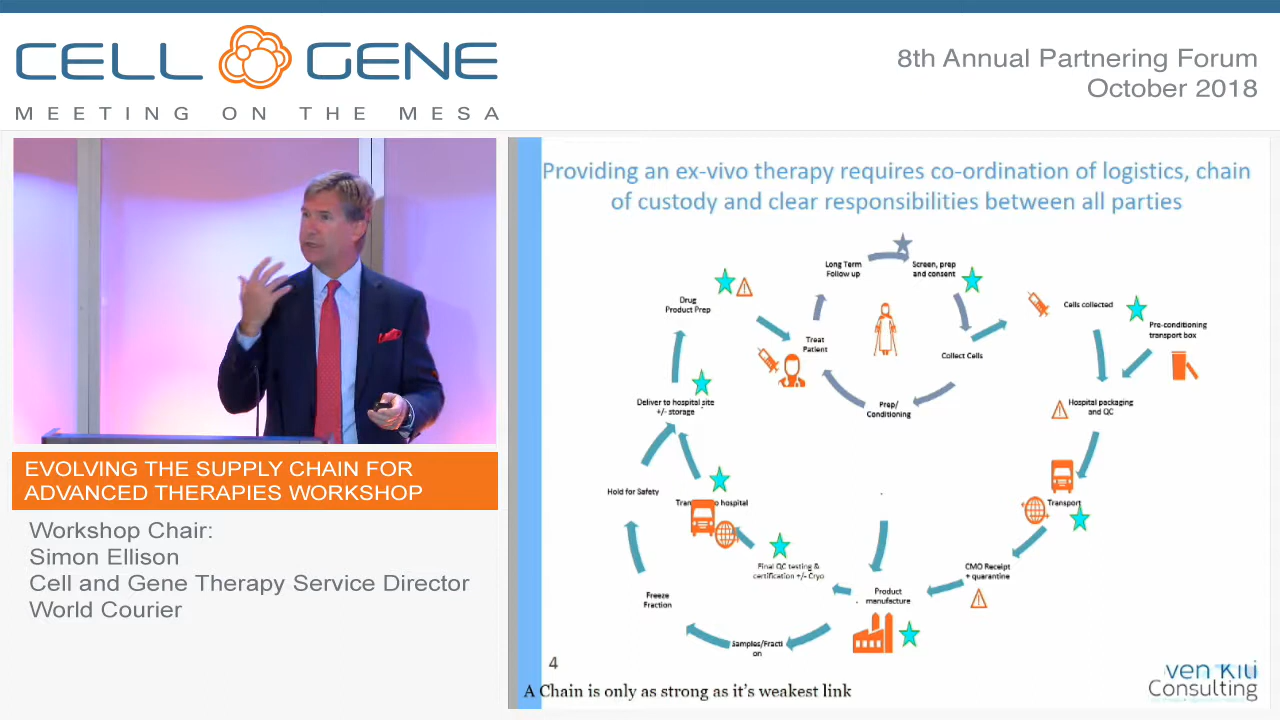 CELL GENE
MEETING ON THE MESA
8th Annual Partnering Forum
October 2018
EVOLVING THE SUPPLY CHAIN FOR
ADVANCED THERAPIES WORKSHOP
Workshop Chair:
Simon Ellison
Cell and Gene Therapy Service Director
World Courier
Providing an ex-vivo therapy requires co-ordination of logistics, chain
of custody and clear responsibilities between all parties
Long Term
Follow up
Screen, prep
and consent
Drug
Product Prep
Cells collected
Pre-conditioning
transport box
Treat
Patient
Collect Cells
Prep/
Conditioning
Deliver to hospital site
+/- storage
Hospital packaging
and QC
Hold for Safety
hospital
Transport
Final QC testing &
certification +/- Cryo
CMO Receipt
+ quarantine
Freeze
Fraction
Product
manufacture
Samples/Fracti
on
4
A Chain is only as strong as it's weakest link
ven Kili
Consulting